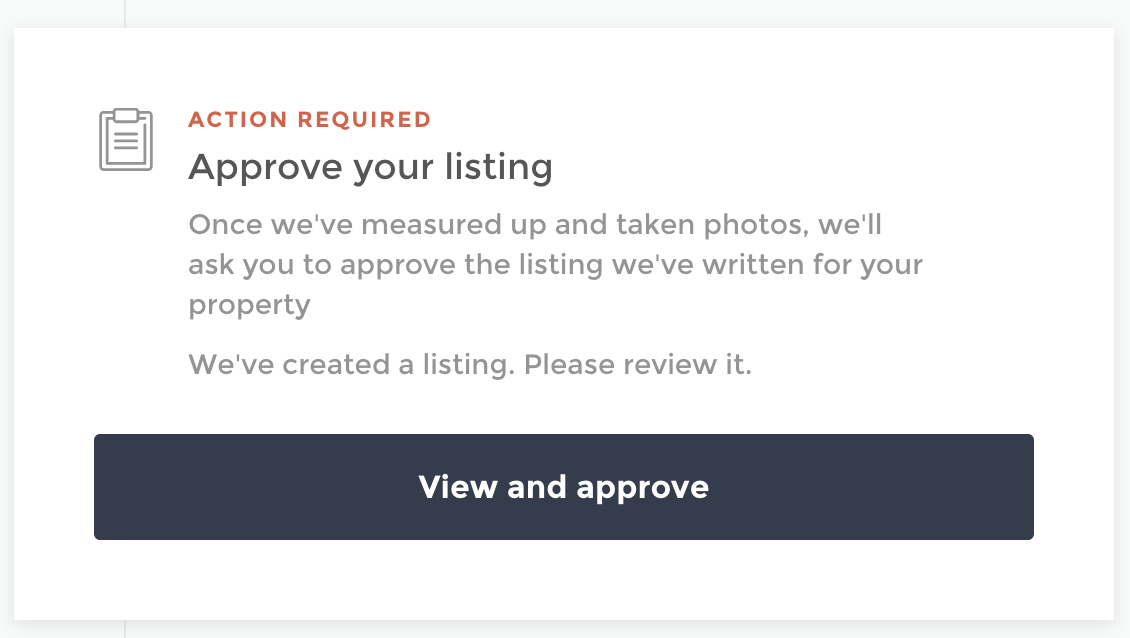 ACTION REQUIRED
Approve your listing
Once we've measured up and taken photos, we'll
ask you to approve the listing we've written for your
property
We've created a listing. Please review it.
View and approve